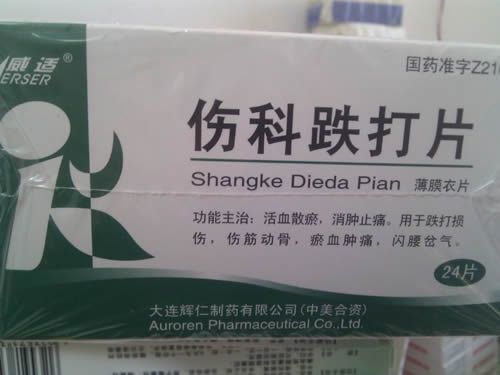 威适®
ERSER
国药准字Z21
伤科跌打片
Shangke Dieda Pian 薄膜衣片
功能主治：活血散瘀，消肿止痛。用于跌打损
伤，伤筋动骨，瘀血肿痛，闪腰岔气。
24片
大连辉仁制药有限公司(中美合资)
Auroren Pharmaceutical Co.,Ltd.